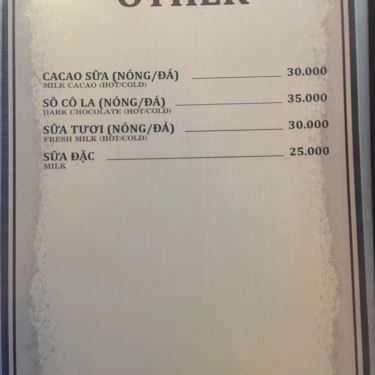 OTHER
CACAO SỮA (NÓNG/ĐÁ) 30.000
MILK CACAO (HOT/COLD)
SÔ CÔ LA (NÓNG/ĐÁ) 35.000
DARK CHOCOLATE (HOT/COLD)
SỮA TƯƠI (NÓNG/ĐÁ) 30.000
FRESH MILK (HOT/COLD)
SỮA ĐẶC 25.000
MILK